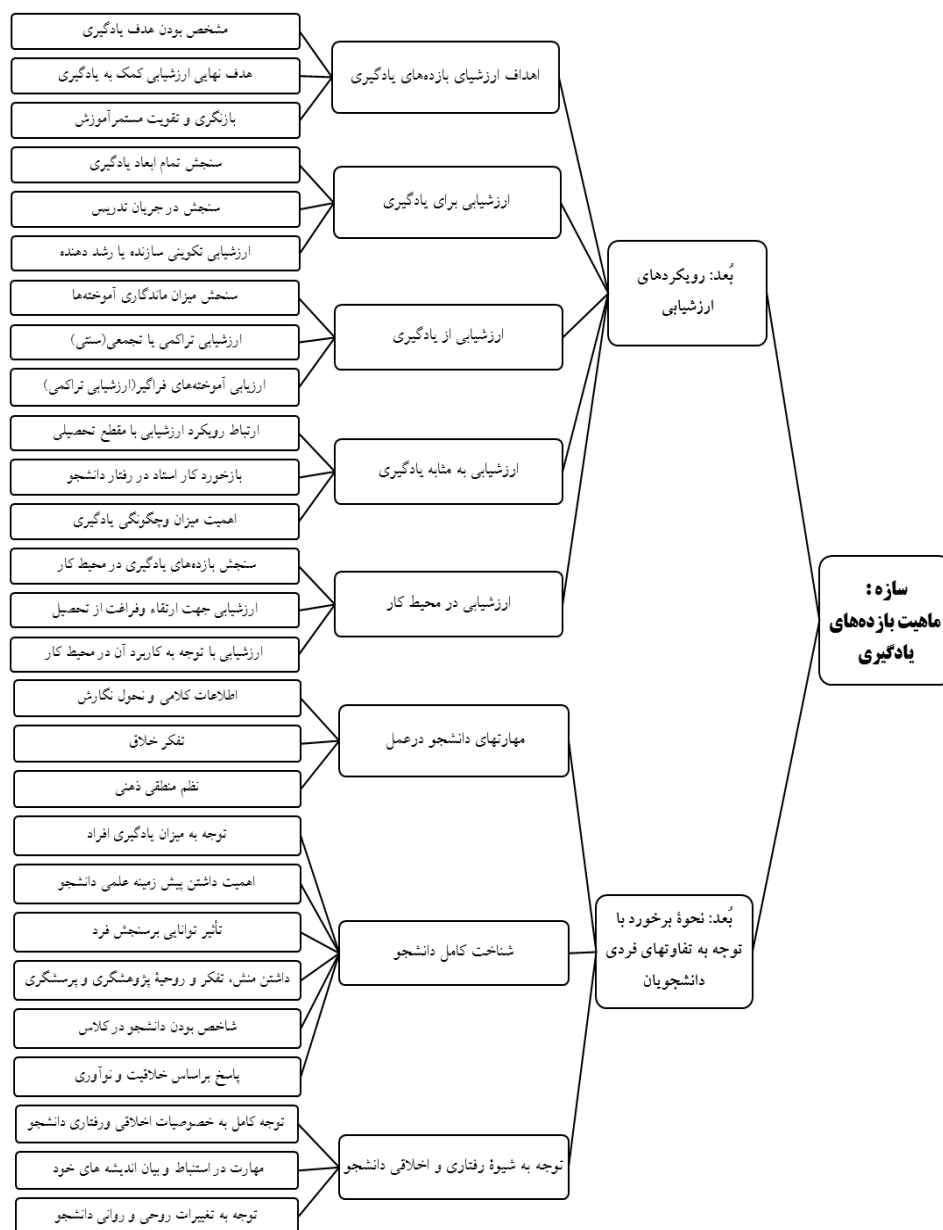 سازه :
ماهیت بازده‌های
یادگیری
بُعد: رویکردهای
ارزشیابی
اهداف ارزشیای بازده‌های یادگیری
مشخص بودن هدف یادگیری
هدف نهایی ارزشیابی کمک به یادگیری
بازنگری و تقویت مستمرآموزش
ارزشیابی برای یادگیری
سنجش تمام ابعاد یادگیری
سنجش در جریان تدریس
ارزشیابی تکوینی سازنده یا رشد دهنده
ارزشیابی از یادگیری
سنحش میزان ماندگاری آموخته‌ها
ارزشیابی تراکمی یا تجمعی(سنتی)
ارزیابی آموخته‌های فراگیر(ارزشیابی تراکمی)
ارزشیابی به مثابه یادگیری
ارتباط رویکرد ارزشیابی با مقطع تحصیلی
بازخورد کار استاد در رفتار دانشجو
اهمیت میزان وچگونگی یادگیری
ارزشیابی در محیط کار
سنجش بازده‌های یادگیری در محیط کار
ارزشیابی جهت ارتقاء وفراغت از تحصیل
ارزشیابی با توجه به کاربرد آن در محیط کار
بُعد: نحوۀ برخورد با
توجه به تفاوتهای فردی
دانشجویان
مهارتهای دانشجو درعمل
اطلاعات کلامی و نحول نگارش
تفکر خلاق
نظم منطقی ذهنی
شناخت کامل دانشجو
توجه به میزان یادگیری افراد
اهمیت داشتن پیش زمینه علمی دانشجو
تأثیر توانایی برسنجش فرد
داشتن منش، تفکر و روحیۀ پژوهشگری و پرسشگری
شاخص بودن دانشجو در کلاس
پاسخ براساس خلاقیت و نوآوری
توجه به شیوۀ رفتاری و اخلاقی دانشجو
توجه کامل به خصوصیات اخلاقی ورفتاری دانشجو
مهارت در استنباط و بیان اندیشه های خود
توجه به تغییرات روحی و روانی دانشجو